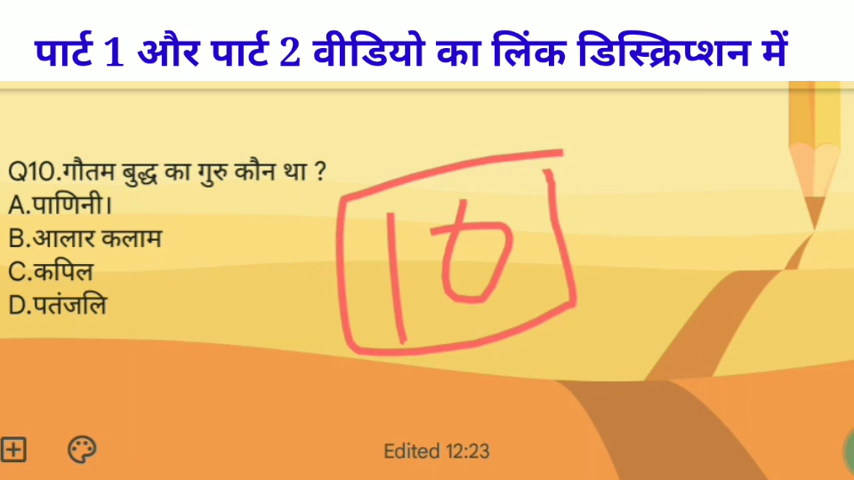 पार्ट 1 और पार्ट 2 वीडियो का लिंक डिस्क्रिप्शन में
Q10.गौतम बुद्ध का गुरु कौन था ?
A.पाणिनी।
B.आलार कलाम
C.कपिल
D.पतंजलि
10
Edited 12:23